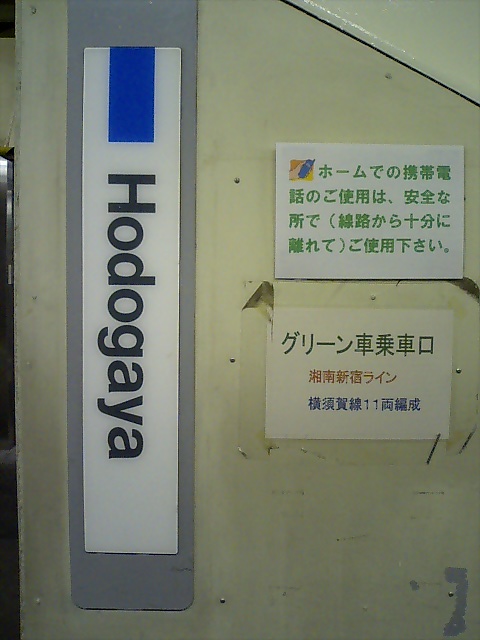 Hodogaya
ホームでの携帯電
話のご使用は、安全な
所で（線路から十分に
離れて）ご使用下さい。
グリーン車乗車口
湘南新宿ライン
横須賀線11両編成